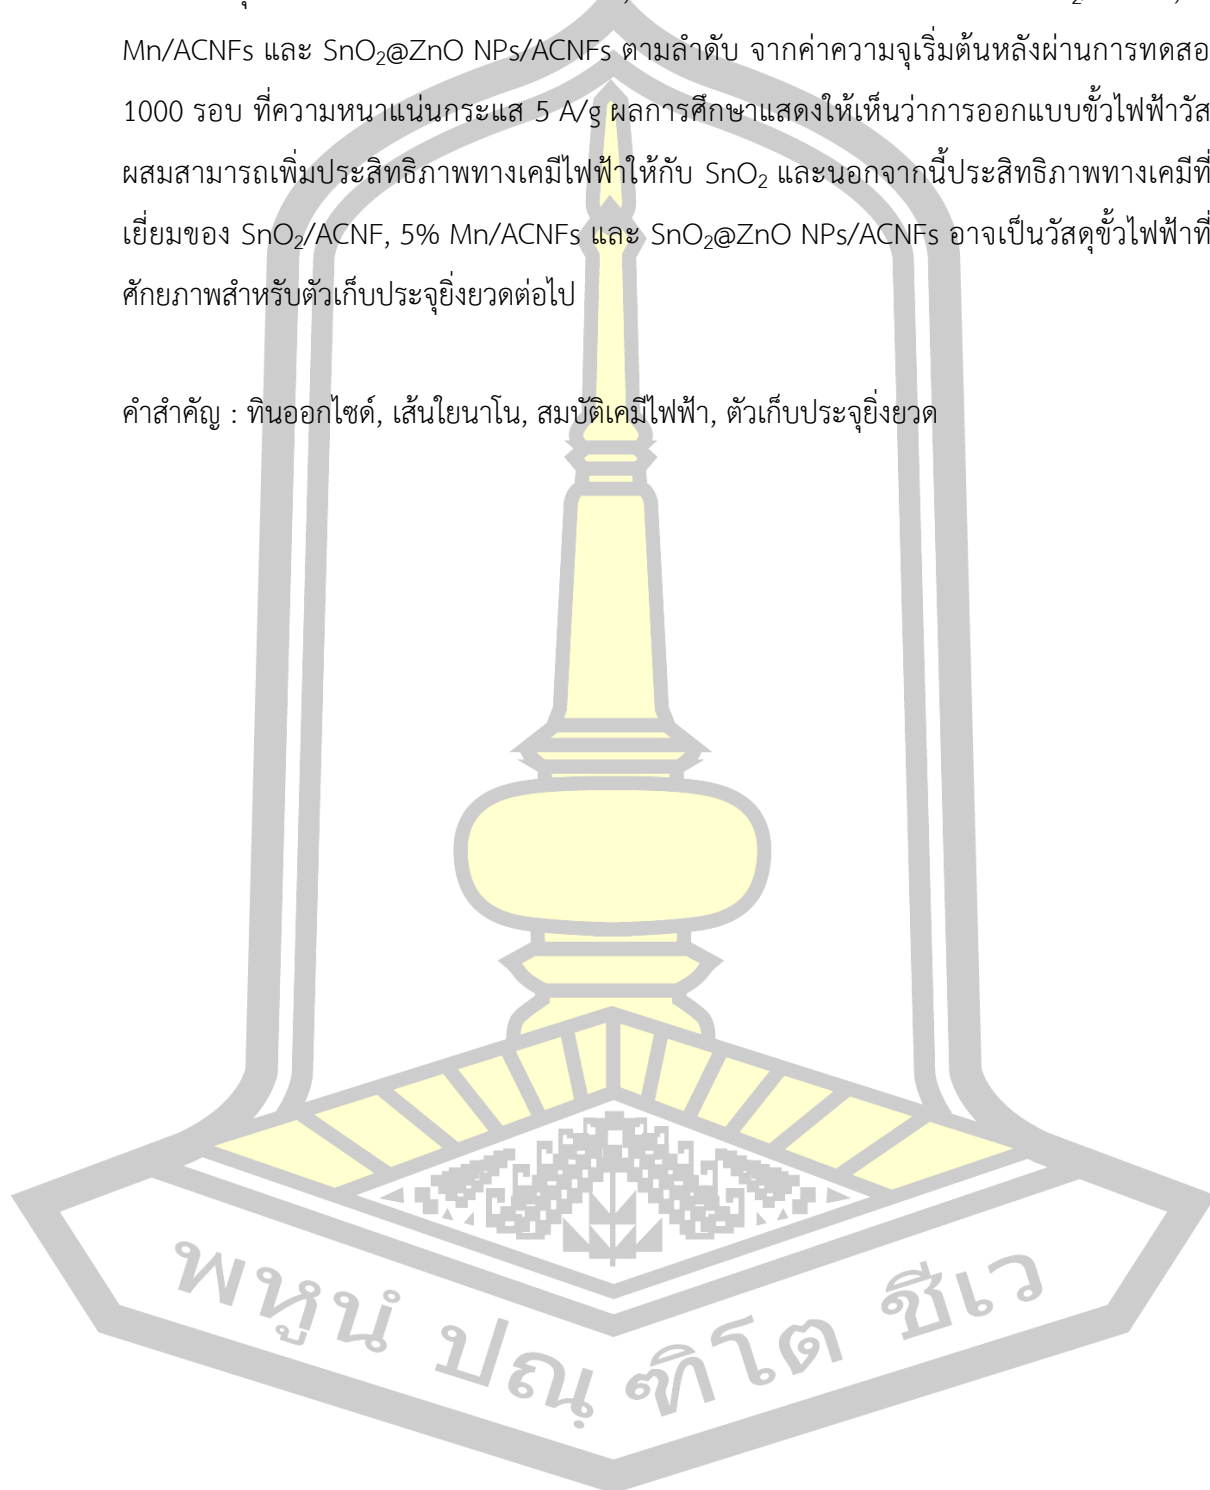 Mn/ACNFs และ SnO₂@ZnO NPs/ACNFs ตามลำดับ จากค่าความจุเริ่มต้นหลังผ่านการทดสอ
1000 รอบ ที่ความหนาแน่นกระแส 5 A/g ผลการศึกษาแสดงให้เห็นว่าการออกแบบขั้วไฟฟ้าวัส
ผสมสามารถเพิ่มประสิทธิภาพทางเคมีไฟฟ้าให้กับ SnO₂ และนอกจากนี้ประสิทธิภาพทางเคมีที่
เยี่ยมของ SnO₂/ACNF, 5% Mn/ACNFs และ SnO₂@ZnO NPs/ACNFs อาจเป็นวัสดุขั้วไฟฟ้าที่
ศักยภาพสำหรับตัวเก็บประจุยิ่งยวดต่อไป
คำสำคัญ : ทินออกไซด์, เส้นใยนาโน, สมบัติเคมีไฟฟ้า, ตัวเก็บประจุยิ่งยวด
พหูนํ ปณฺฑิโต ชีเว